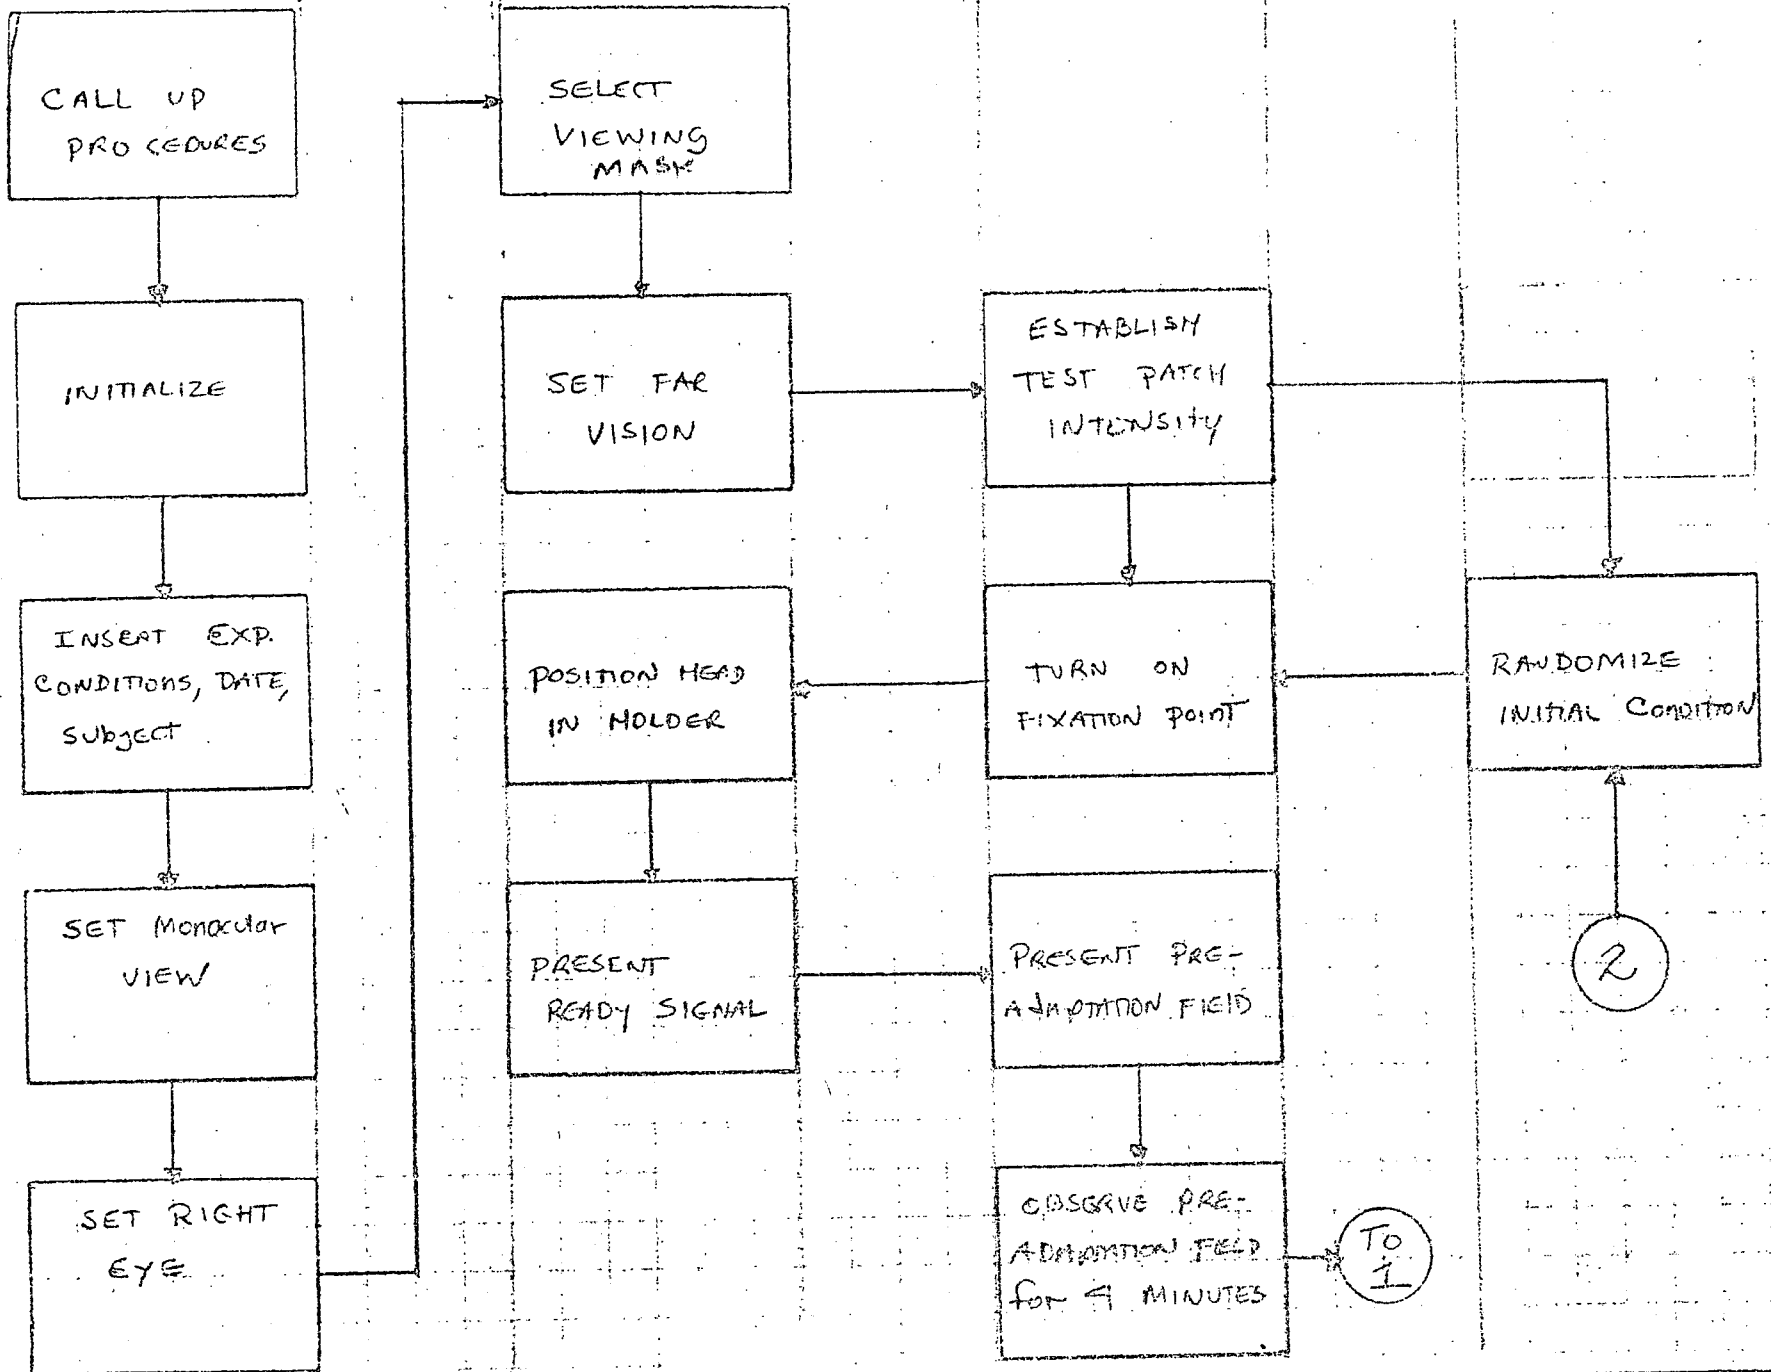 CALL UP
PROCEDURES
INITIALIZE
INSERT EXP.
CONDITIONS, DATE,
Subject
SET Monocular
VIEW
SET RIGHT
EYE
SELECT
VIEWING
MASK
SET FAR
VISION
POSITION HEAD
IN HOLDER
PRESENT
READY SIGNAL
ESTABLISH
TEST PATCH
INTENSITY
TURN ON
FIXATION POINT
PRESENT PRE-
ADAPTATION FIELD
OBSERVE PRE-
ADAPTATION FIELD
for 4 MINUTES
TO
1
RANDOMIZE
INITIAL CONDITION
2